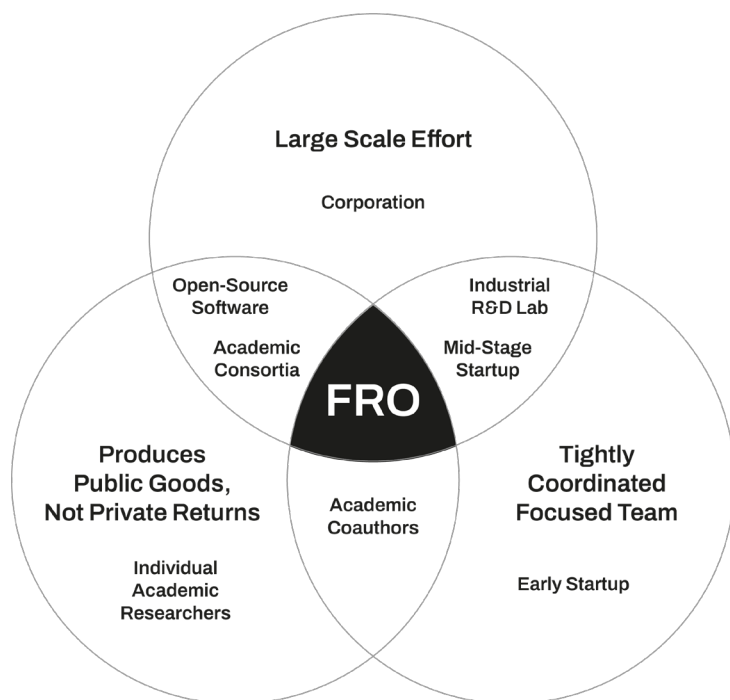 Large Scale Effort
Corporation
Open-Source
Software
Academic
Consortia
Industrial
R&D Lab
Mid-Stage
Startup
FRO
Produces
Public Goods,
Not Private Returns
Individual
Academic
Researchers
Academic
Coauthors
Tightly
Coordinated
Focused Team
Early Startup